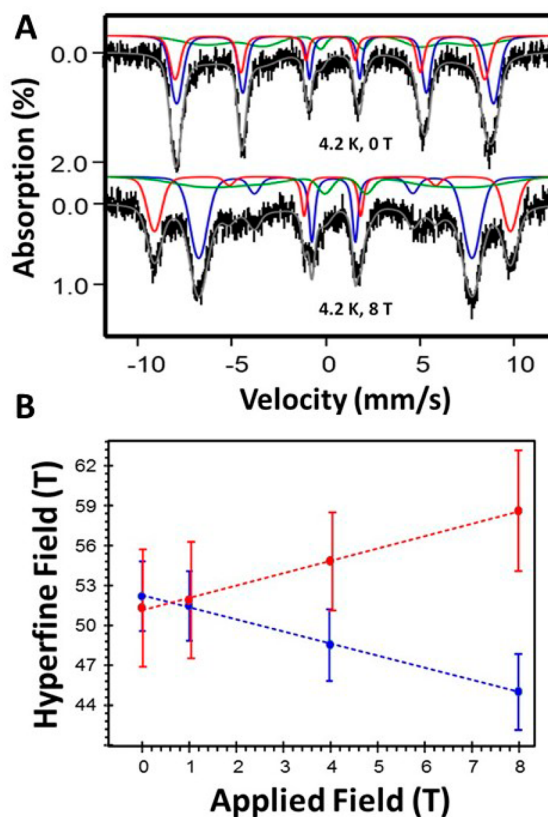 A
0.0
4.2 K, 0 T
2.0
0.0
1.0
4.2 K, 8 T
Absorption (%)
-10 -5 0 5 10
Velocity (mm/s)
B
62
59
56
53
50
47
44
Hyperfine Field (T)
0 1 2 3 4 5 6 7 8
Applied Field (T)